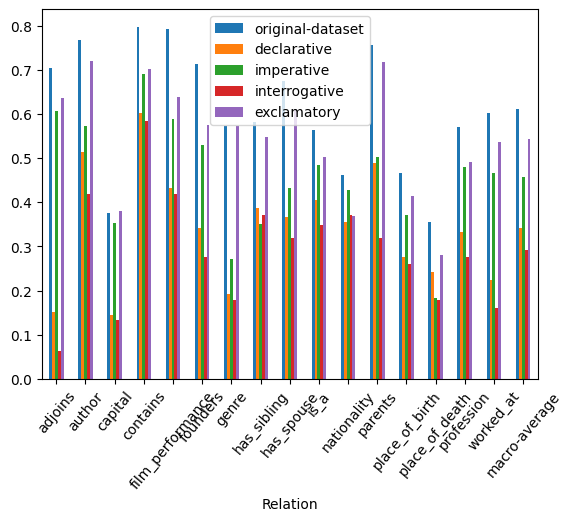 0.8
0.7
0.6
0.5
0.4
0.3
0.2
0.1
0.0
original-dataset
declarative
imperative
interrogative
exclamatory
adjoins
author
capital
contains
film_performance
founders
genre
has_sibling
has_spouse
is_a
nationality
parents
place_of_birth
place_of_death
profession
worked_at
macro-average
Relation